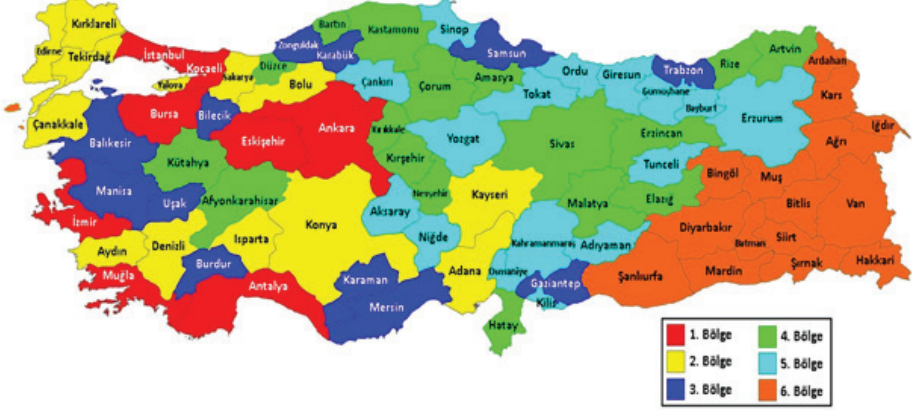 Kırklareli
Edirne
Tekirdağ
İstanbul
Kocaeli
Yalova
Sakarya
Düzce
Bolu
Zonguldak
Bartın
Karabük
Kastamonu
Sinop
Samsun
Çankırı
Çorum
Amasya
Tokat
Ordu
Giresun
Gümüşhane
Trabzon
Bayburt
Rize
Artvin
Ardahan
Kars
Iğdır
Ağrı
Erzurum
Erzincan
Çanakkale
Balıkesir
Bursa
Bilecik
Eskişehir
Ankara
Kırıkkale
Kırşehir
Yozgat
Sivas
Tunceli
Bingöl
Muş
Bitlis
Van
Kütahya
Manisa
Uşak
Afyonkarahisar
İzmir
Aydın
Denizli
Isparta
Konya
Aksaray
Nevşehir
Niğde
Kayseri
Malatya
Elazığ
Diyarbakır
Batman
Siirt
Şırnak
Hakkari
Mardin
Şanlıurfa
Adıyaman
Kahramanmaraş
Osmaniye
Gaziantep
Kilis
Hatay
Adana
Mersin
Karaman
Antalya
Burdur
Muğla
1. Bölge
2. Bölge
3. Bölge
4. Bölge
5. Bölge
6. Bölge